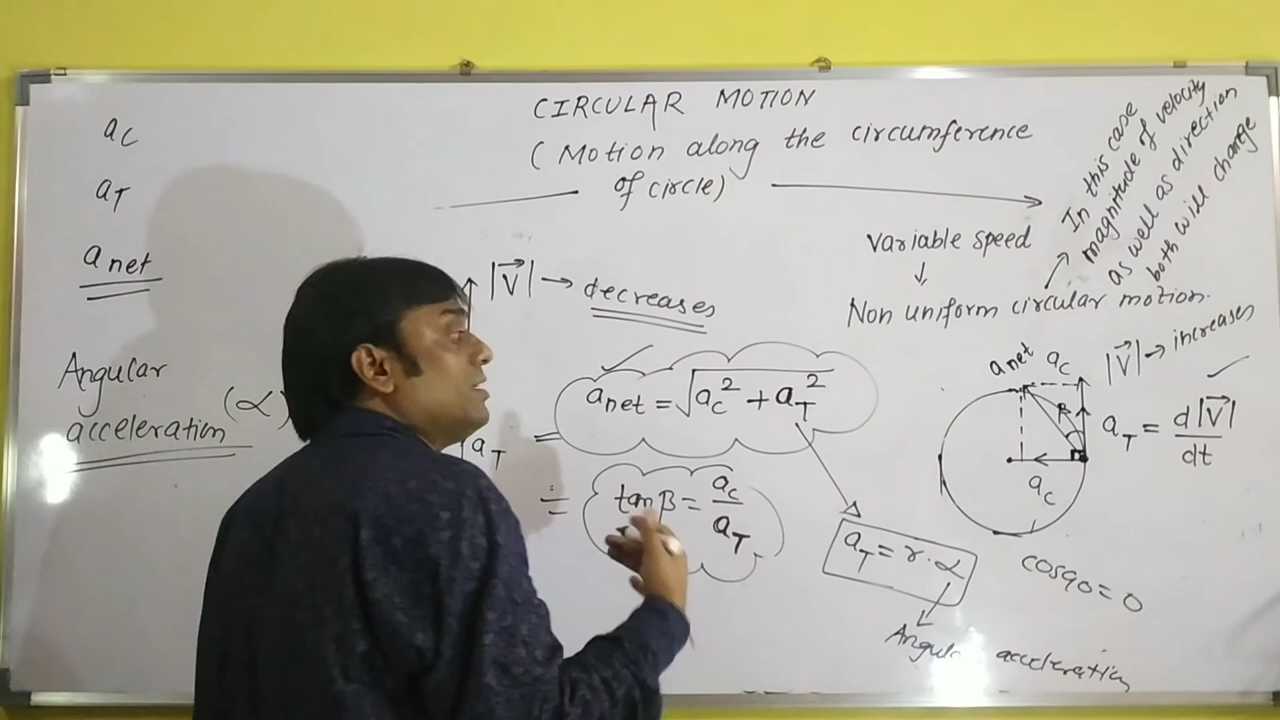 CIRCULAR MOTION
(Motion along the circumference
of circle)
aC
aT
anet
Angular
acceleration (α)
|V⃗| → decreases
anet = √aC² + aT²
aT
tanβ = aC/aT
aT = r.α
Angul acceleration
Variable speed
↓
Non uniform circular motion.
In this case
magnitude of velocity
as well as direction
both will change
|V⃗| → increases
anet aC
β
aC
aT = d|V⃗|/dt
cos90 = 0